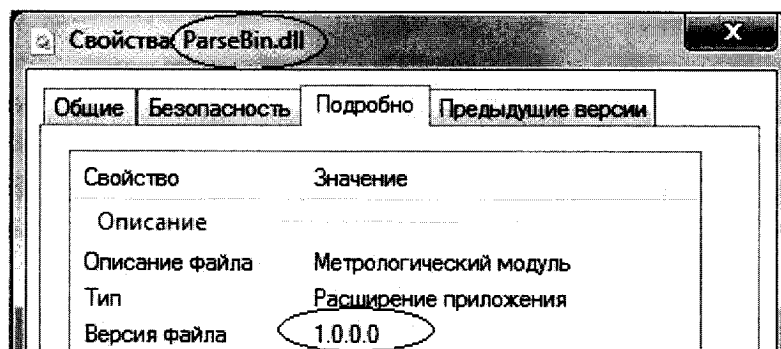 Свойства: ParseBin.dll
X
Общие Безопасность Подробно Предыдущие версии
Свойство Значение
Описание
Описание файла Метрологический модуль
Тип Расширение приложения
Версия файла 1.0.0.0